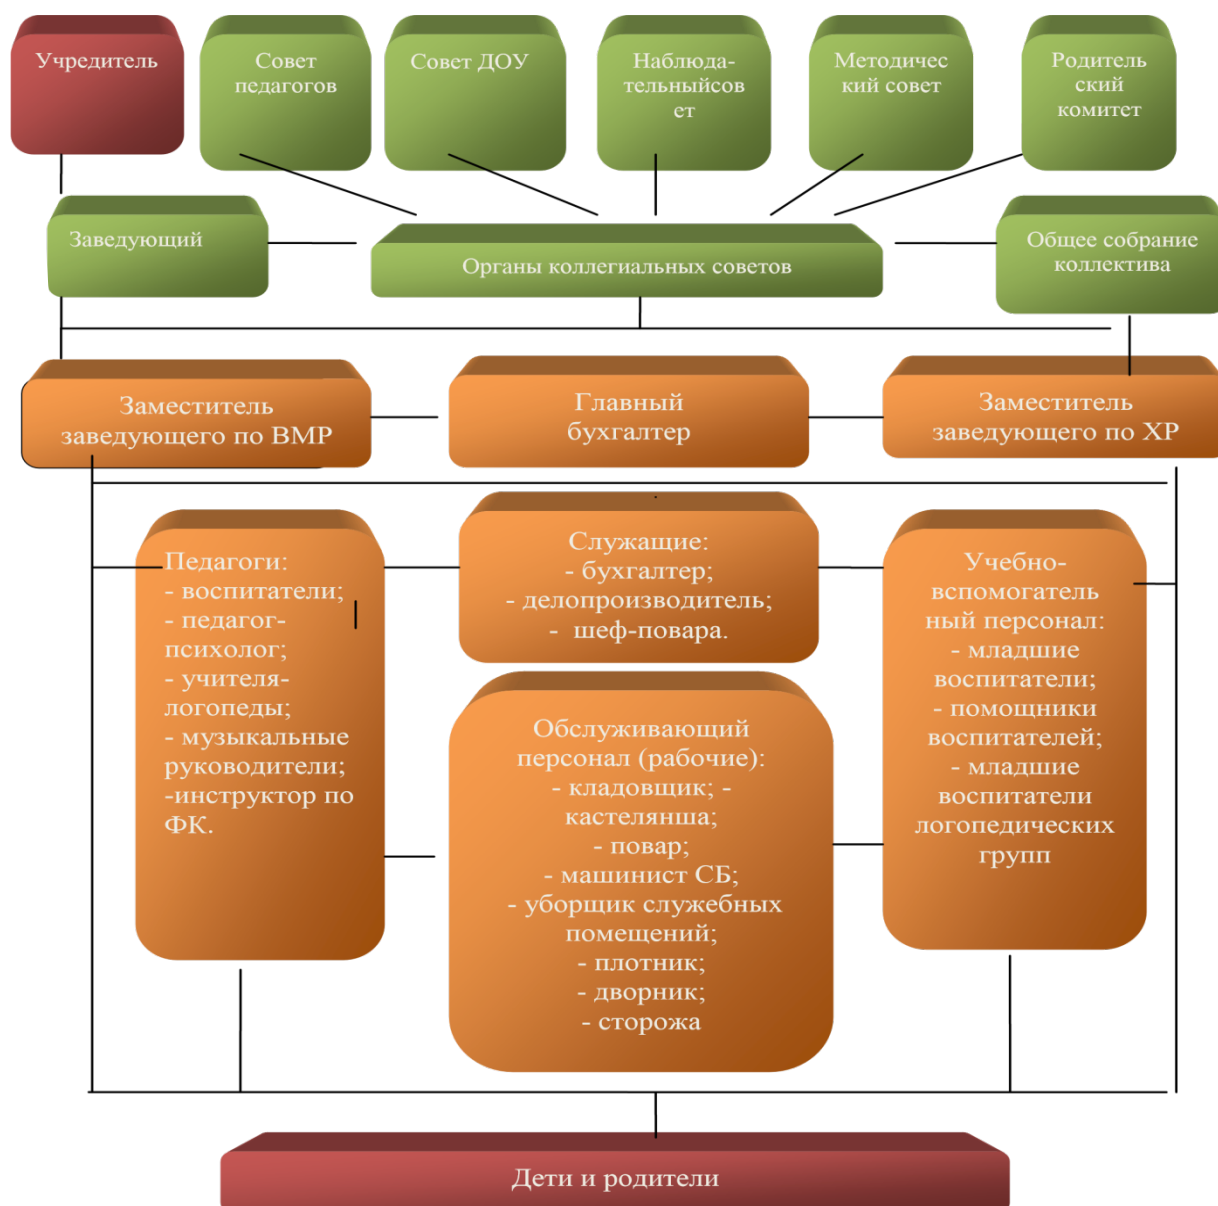 Учредитель
Совет
педагогов
Совет ДОУ
Наблюда-
тельныйсов
ет
Методичес
кий совет
Родитель
ский
комитет
Заведующий
Органы коллегиальных советов
Общее собрание
коллектива
Заместитель
заведующего по ВМР
Главный
бухгалтер
Заместитель
заведующего по ХР
Педагоги:
- воспитатели;
- педагог-
психолог;
- учителя-
логопеды;
- музыкальные
руководители;
-инструктор по
ФК.
Служащие:
- бухгалтер;
- делопроизводитель;
- шеф-повара.
Обслуживающий
персонал (рабочие):
- кладовщик; -
кастелянша;
- повар;
- машинист СБ;
- уборщик служебных
помещений;
- плотник;
- дворник;
- сторожа
Учебно-
вспомогатель
ный персонал:
- младшие
воспитатели;
- помощники
воспитателей;
- младшие
воспитатели
логопедических
групп
Дети и родители